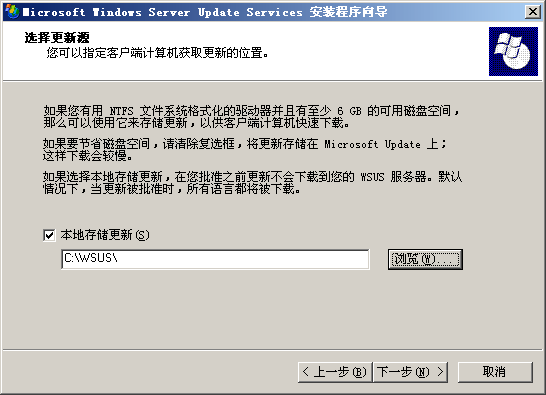 Microsoft Windows Server Update Services 安装程序向导
选择更新源
您可以指定客户端计算机获取更新的位置。
如果您有用 NTFS 文件系统格式化的驱动器并且有至少 6 GB 的可用磁盘空间，
那么可以使用它来存储更新，以供客户端计算机快速下载。
如果要节省磁盘空间，请清除复选框，将更新存储在 Microsoft Update 上；
这样下载会较慢。
如果选择本地存储更新，在您批准之前更新不会下载到您的 WSUS 服务器。默认
情况下，当更新被批准时，所有语言都将被下载。
本地存储更新(S)
C:\WSUS\
浏览(W)...
< 上一步(B)
下一步(N) >
取消